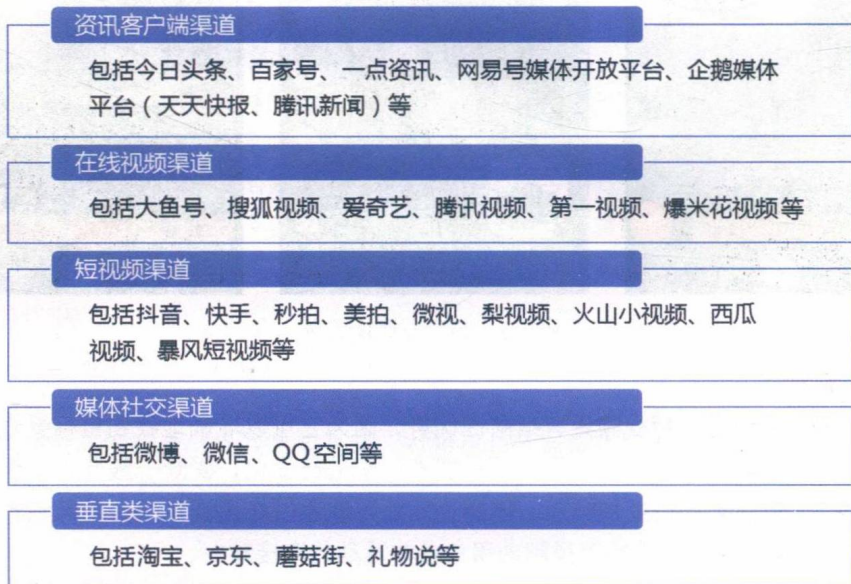 资讯客户端渠道
包括今日头条、百家号、一点资讯、网易号媒体开放平台、企鹅媒体
平台（天天快报、腾讯新闻）等
在线视频渠道
包括大鱼号、搜狐视频、爱奇艺、腾讯视频、第一视频、爆米花视频等
短视频渠道
包括抖音、快手、秒拍、美拍、微视、梨视频、火山小视频、西瓜
视频、暴风短视频等
媒体社交渠道
包括微博、微信、QQ空间等
垂直类渠道
包括淘宝、京东、蘑菇街、礼物说等